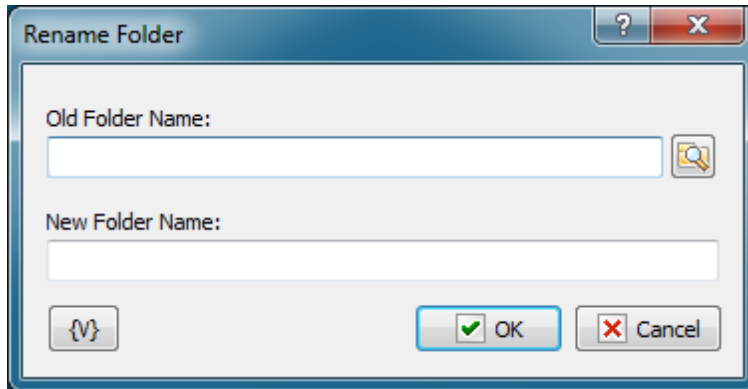 Rename Folder
?
Old Folder Name:
New Folder Name:
{V}
OK
Cancel